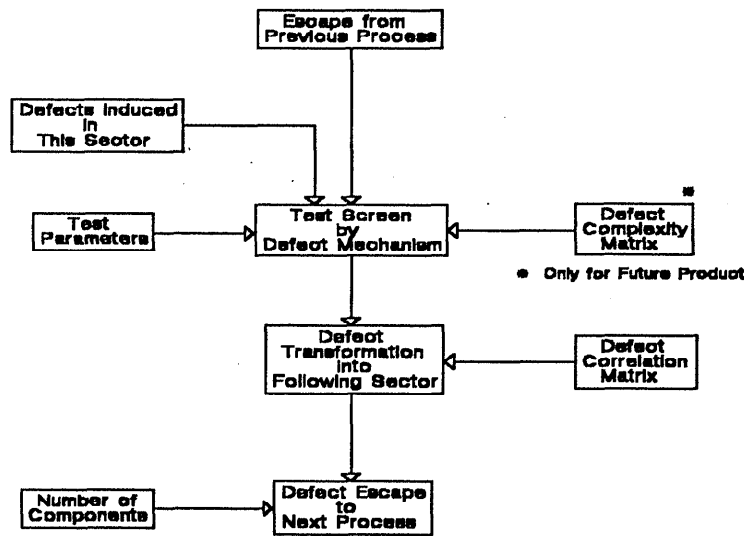 Escape from
Previous Process
Defects Induced
in
This Sector
Test
Parameters
Test Screen
by
Defect Mechanism
*
Defect
Complexity
Matrix
* Only for Future Product
Defect
Transformation
into
Following Sector
Defect
Correlation
Matrix
Number of
Components
Defect Escape
to
Next Process